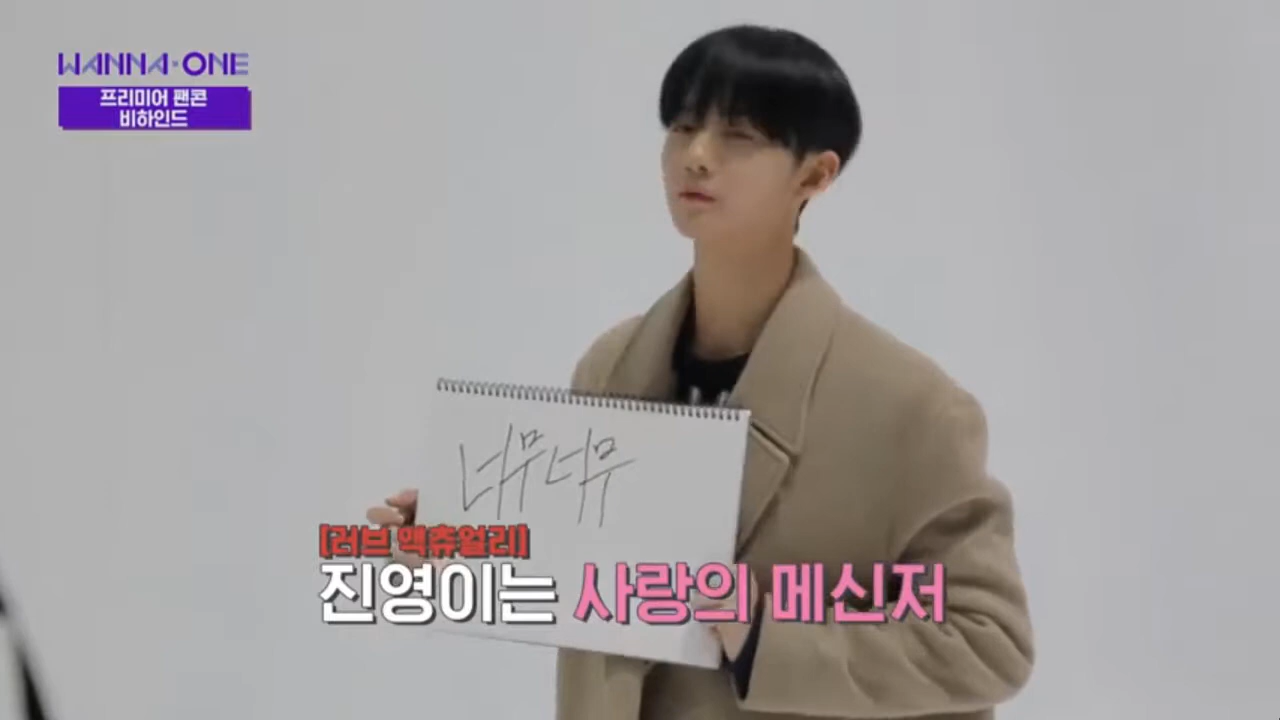 WANNA·ONE
프리미어 팬콘
비하인드
너무너무
[러브 액츄얼리]
진영이는 사랑의 메신저